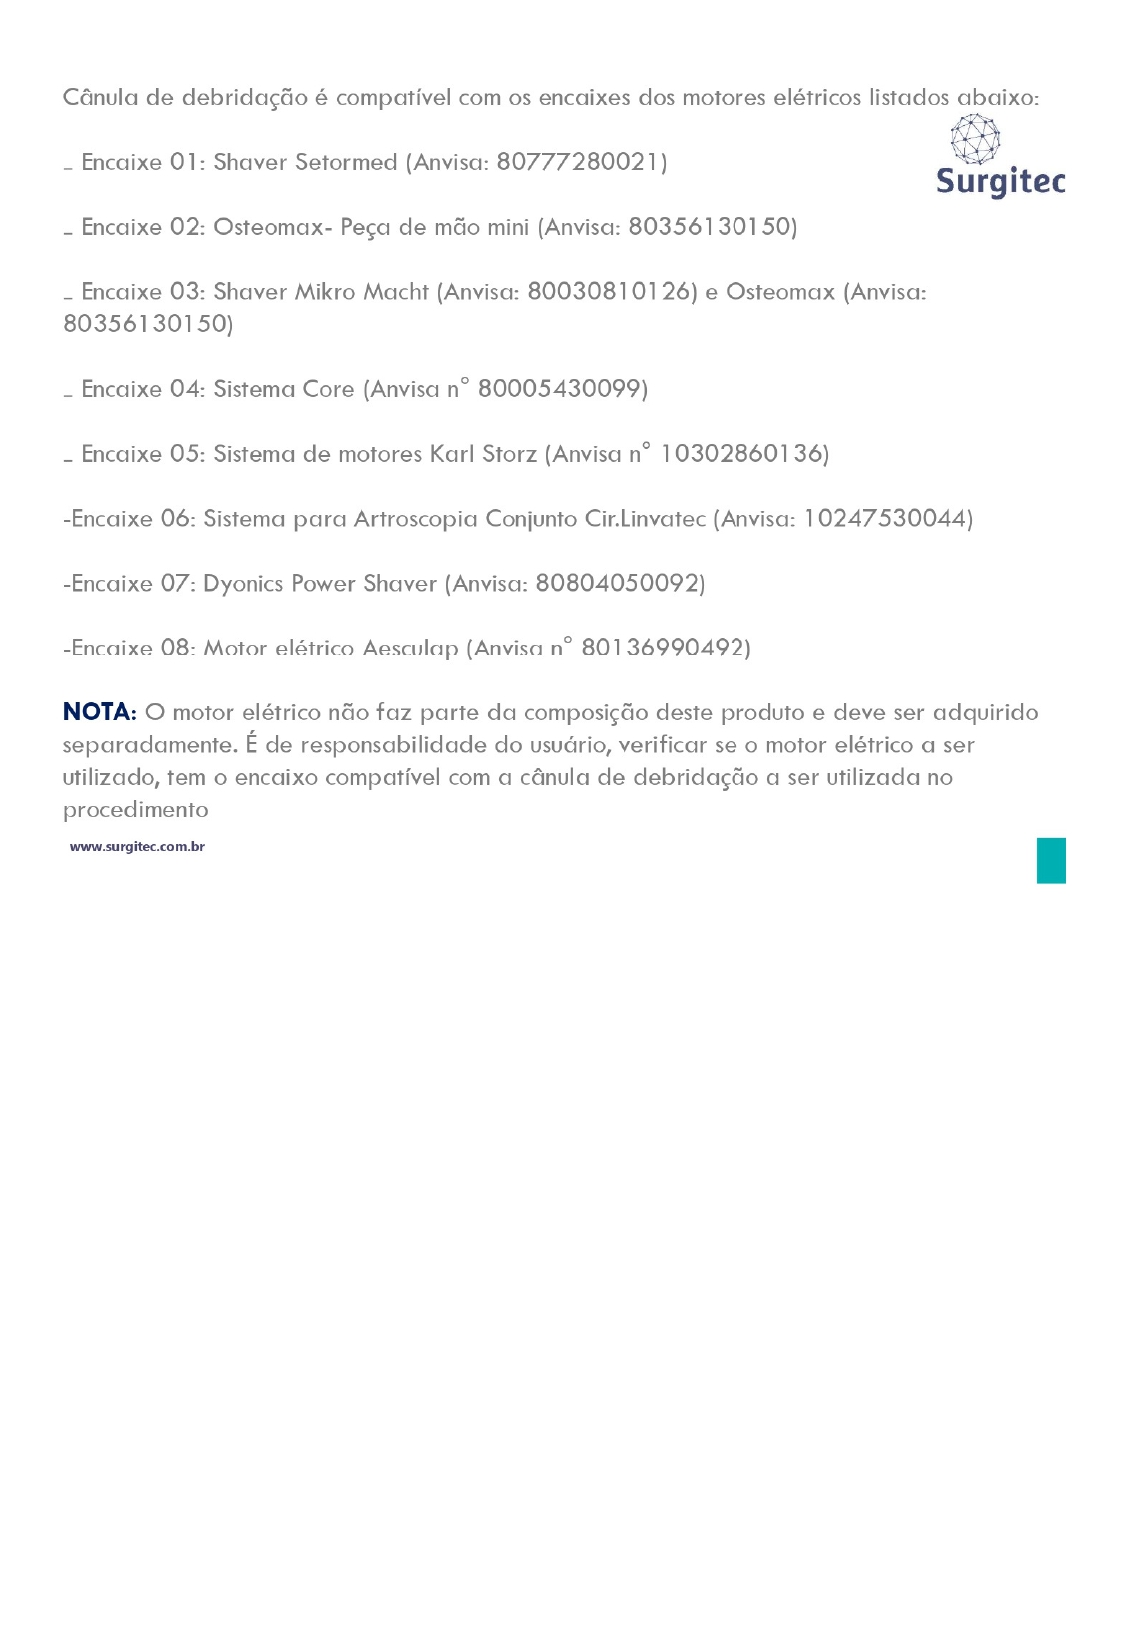 Cânula de debridação é compatível com os encaixes dos motores elétricos listados abaixo:
Surgitec
_ Encaixe 01: Shaver Setormed (Anvisa: 80777280021)
_ Encaixe 02: Osteomax- Peça de mão mini (Anvisa: 80356130150)
_ Encaixe 03: Shaver Mikro Macht (Anvisa: 80030810126) e Osteomax (Anvisa:
80356130150)
_ Encaixe 04: Sistema Core (Anvisa n° 80005430099)
_ Encaixe 05: Sistema de motores Karl Storz (Anvisa n° 10302860136)
-Encaixe 06: Sistema para Artroscopia Conjunto Cir.Linvatec (Anvisa: 10247530044)
-Encaixe 07: Dyonics Power Shaver (Anvisa: 80804050092)
-Encaixe 08: Motor elétrico Aesculap (Anvisa n° 80136990492)
NOTA: O motor elétrico não faz parte da composição deste produto e deve ser adquirido
separadamente. É de responsabilidade do usuário, verificar se o motor elétrico a ser
utilizado, tem o encaixo compatível com a cânula de debridação a ser utilizada no
procedimento
www.surgitec.com.br